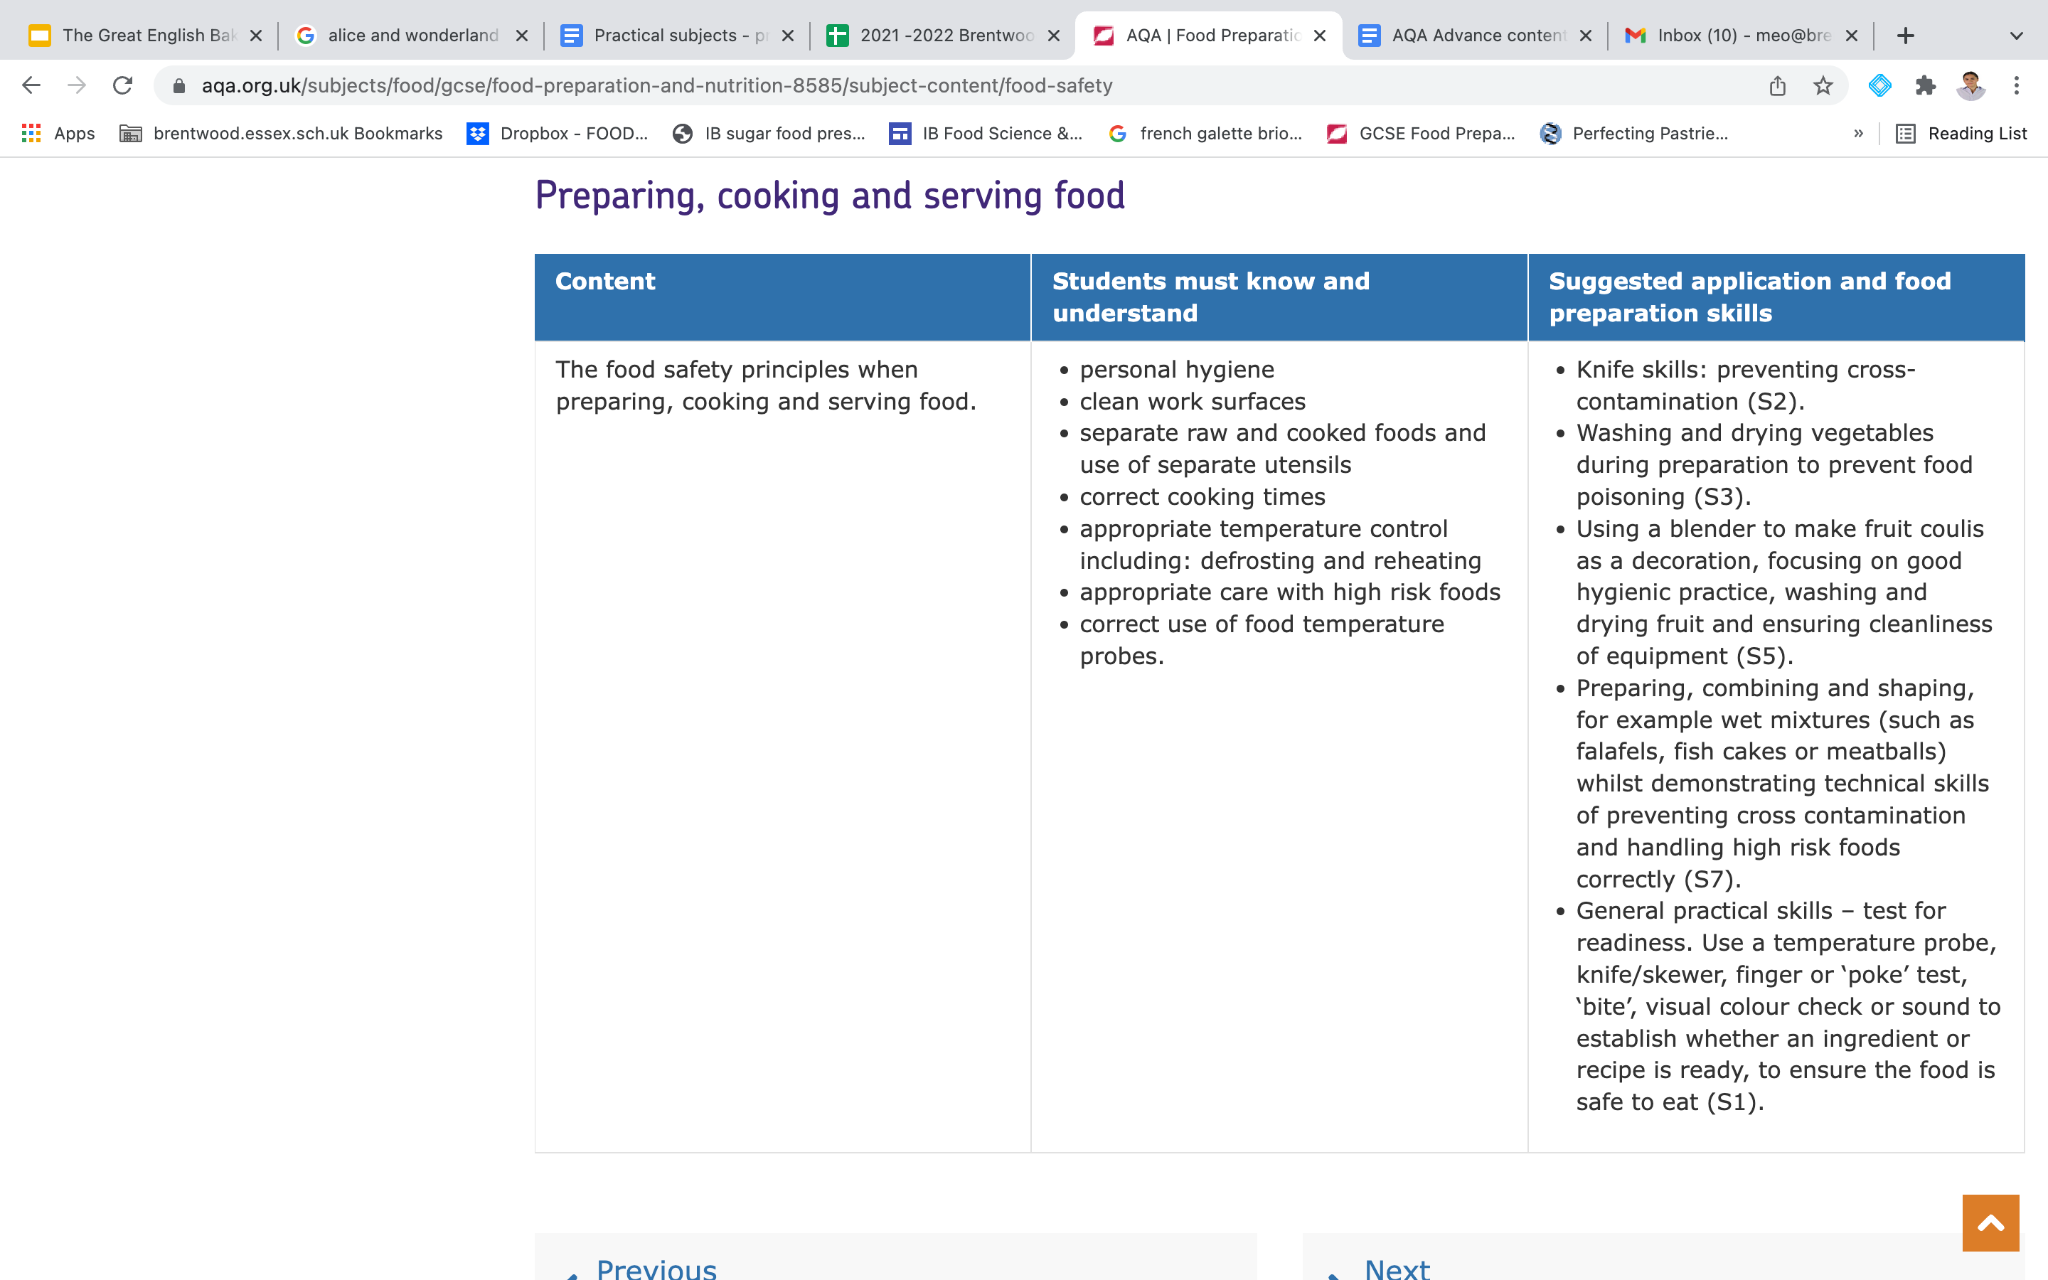 The Great English Bak
alice and wonderland
Practical subjects - pr
2021 -2022 Brentwoo
AQA | Food Preparatio
AQA Advance content
Inbox (10) - meo@bre
aqa.org.uk/subjects/food/gcse/food-preparation-and-nutrition-8585/subject-content/food-safety
Apps
brentwood.essex.sch.uk Bookmarks
Dropbox - FOOD...
IB sugar food pres...
IB Food Science &...
french galette brio...
GCSE Food Prepa...
Perfecting Pastrie...
»
Reading List
Preparing, cooking and serving food
Content
Students must know and
understand
Suggested application and food
preparation skills
The food safety principles when
preparing, cooking and serving food.
• personal hygiene
• clean work surfaces
• separate raw and cooked foods and
use of separate utensils
• correct cooking times
• appropriate temperature control
including: defrosting and reheating
• appropriate care with high risk foods
• correct use of food temperature
probes.
• Knife skills: preventing cross-
contamination (S2).
• Washing and drying vegetables
during preparation to prevent food
poisoning (S3).
• Using a blender to make fruit coulis
as a decoration, focusing on good
hygienic practice, washing and
drying fruit and ensuring cleanliness
of equipment (S5).
• Preparing, combining and shaping,
for example wet mixtures (such as
falafels, fish cakes or meatballs)
whilst demonstrating technical skills
of preventing cross contamination
and handling high risk foods
correctly (S7).
• General practical skills – test for
readiness. Use a temperature probe,
knife/skewer, finger or ‘poke’ test,
‘bite’, visual colour check or sound to
establish whether an ingredient or
recipe is ready, to ensure the food is
safe to eat (S1).
Previous
Next